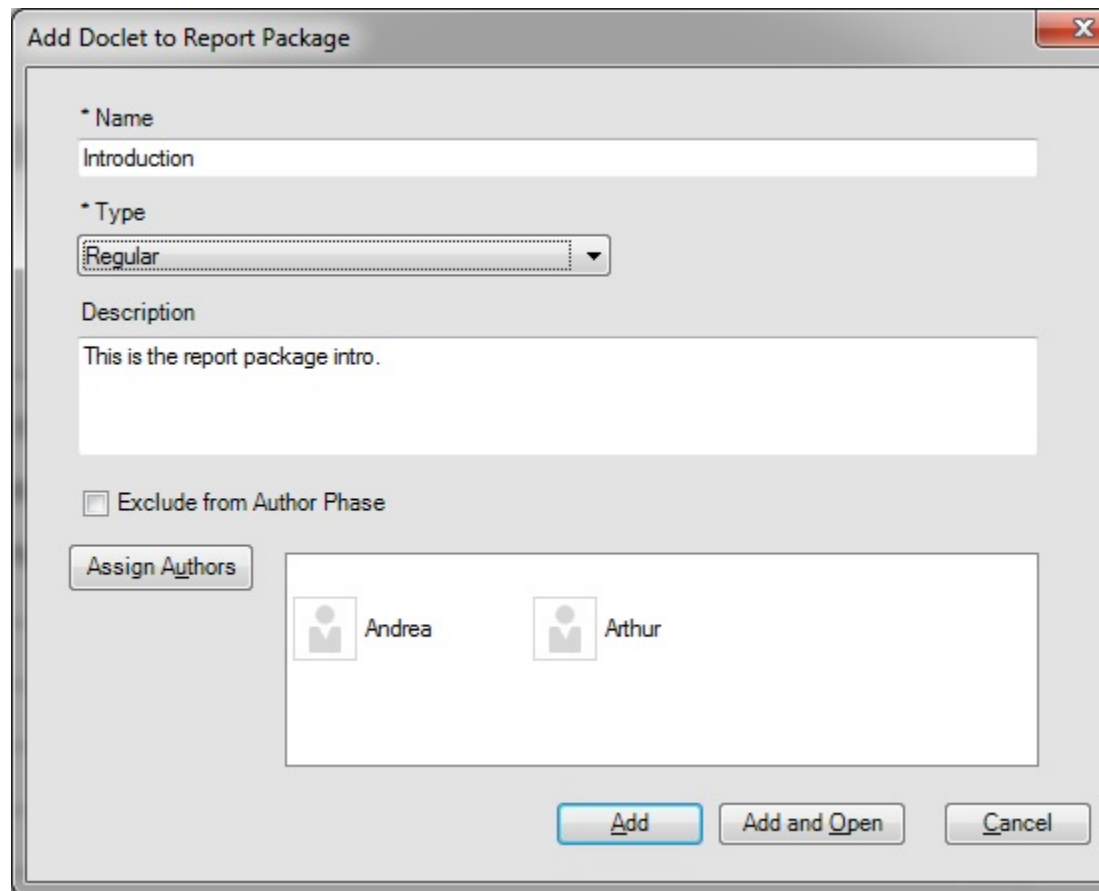 Add Doclet to Report Package
x
* Name
Introduction
* Type
Regular
Description
This is the report package intro.
Exclude from Author Phase
Assign Authors
Andrea Arthur
Add Add and Open Cancel